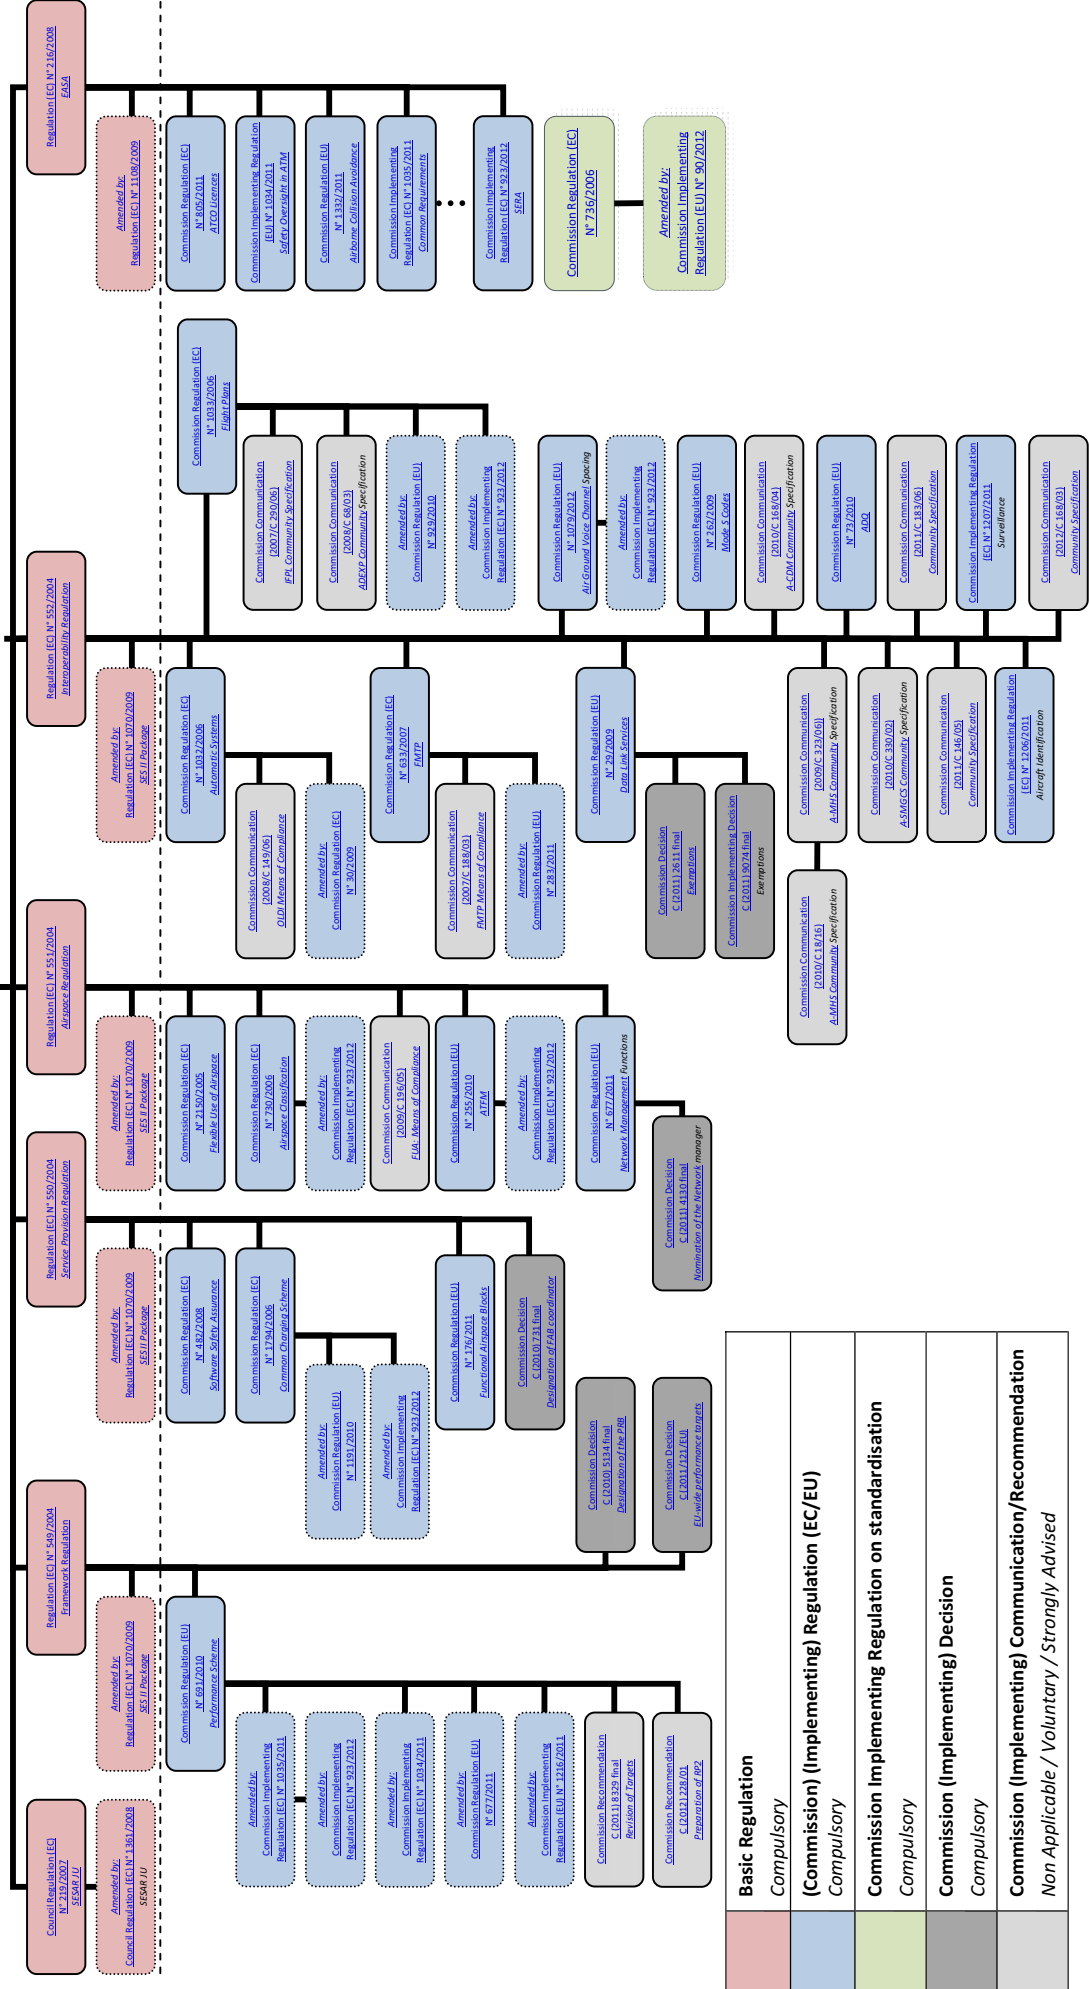 Council Regulation (EC)
N° 219/2007
SESAR JU
Amended by:
Council Regulation (EC) N° 1361/2008
SESAR JU
Regulation (EC) N° 549/2004
Framework Regulation
Amended by:
Regulation (EC) N° 1070/2009
SES II Package
Commission Regulation (EU)
N° 691/2010
Performance Scheme
Amended by:
Commission Implementing
Regulation (EC) N° 1035/2011
Amended by:
Commission Implementing
Regulation (EC) N° 923/2012
Amended by:
Commission Implementing
Regulation (EC) N° 1034/2011
Amended by:
Commission Regulation (EU)
N° 677/2011
Amended by:
Commission Implementing
Regulation (EU) N° 1216/2011
Commission Recommendation
C (2011) 8329 final
Revision of Targets
Commission Recommendation
C (2012) 228/01
Preparation of RP2
Commission Decision
C (2010) 5134 final
Designation of the PRB
Commission Decision
C (2011/121/EU)
EU-wide performance targets
Regulation (EC) N° 550/2004
Service Provision Regulation
Amended by:
Regulation (EC) N° 1070/2009
SES II Package
Commission Regulation (EC)
N° 482/2008
Software Safety Assurance
Commission Regulation (EC)
N° 1794/2006
Common Charging Scheme
Amended by:
Commission Regulation (EU)
N° 1191/2010
Amended by:
Commission Implementing
Regulation (EC) N° 923/2012
Commission Regulation (EU)
N° 176/2011
Functional Airspace Blocks
Commission Decision
C (2010) 731 final
Designation of FAB coordinator
Regulation (EC) N° 551/2004
Airspace Regulation
Amended by:
Regulation (EC) N° 1070/2009
SES II Package
Commission Regulation (EC)
N° 2150/2005
Flexible Use of Airspace
Commission Regulation (EC)
N° 730/2006
Airspace Classification
Amended by:
Commission Implementing
Regulation (EC) N° 923/2012
Commission Communication
(2009/C 196/05)
FUA: Means of Compliance
Commission Regulation (EU)
N° 255/2010
ATFM
Amended by:
Commission Implementing
Regulation (EC) N° 923/2012
Commission Regulation (EU)
N° 677/2011
Network Management Functions
Commission Decision
C (2011) 4130 final
Nomination of the Network manager
Regulation (EC) N° 552/2004
Interoperability Regulation
Amended by:
Regulation (EC) N° 1070/2009
SES II Package
Commission Regulation (EC)
N° 1032/2006
Automatic Systems
Commission Communication
(2008/C 149/06)
OLDI Means of Compliance
Amended by:
Commission Regulation (EC)
N° 30/2009
Commission Regulation (EC)
N° 633/2007
FMTP
Commission Communication
(2007/C 188/03)
FMTP Means of Compliance
Amended by:
Commission Regulation (EU)
N° 283/2011
Commission Regulation (EU)
N° 29/2009
Data Link Services
Commission Decision
C (2011) 2611 final
Exemptions
Commission Implementing Decision
C (2011) 9074 final
Exemptions
Commission Communication
(2009/C 323/06)
A-MHS Community Specification
Commission Communication
(2010/C 18/16)
A-MHS Community Specification
Commission Communication
(2010/C 330/02)
A-SMGCS Community Specification
Commission Communication
(2011/C 146/05)
Community Specification
Commission Implementing Regulation
(EC) N° 1206/2011
Aircraft Identification
Commission Regulation (EC)
N° 1033/2006
Flight Plans
Commission Communication
(2007/C 290/06)
IFPL Community Specification
Commission Communication
(2008/C 68/03)
ADEXP Community Specification
Amended by:
Commission Regulation (EU)
N° 929/2010
Amended by:
Commission Implementing
Regulation (EC) N° 923/2012
Commission Regulation (EU)
N° 1079/2012
Air Ground Voice Channel Spacing
Amended by:
Commission Implementing
Regulation (EC) N° 923/2012
Commission Regulation (EU)
N° 262/2009
Mode S Codes
Commission Communication
(2010/C 168/04)
A-CDM Community Specification
Commission Regulation (EU)
N° 73/2010
ADQ
Commission Communication
(2011/C 183/06)
Community Specification
Commission Implementing Regulation
(EC) N° 1207/2011
Surveillance
Commission Communication
(2012/C 168/03)
Community Specification
Regulation (EC) N° 216/2008
EASA
Amended by:
Regulation (EC) N° 1108/2009
Commission Regulation (EC)
N° 805/2011
ATCO Licences
Commission Implementing Regulation
(EU) N° 1034/2011
Safety Oversight in ATM
Commission Regulation (EU)
N° 1332/2011
Airborne Collision Avoidance
Commission Implementing
Regulation (EC) N° 1035/2011
Common Requirements
Commission Implementing
Regulation (EC) N° 923/2012
SERA
Commission Regulation (EC)
N° 736/2006
Amended by:
Commission Implementing
Regulation (EU) N° 90/2012
Basic Regulation
Compulsory
(Commission) (Implementing) Regulation (EC/EU)
Compulsory
Commission Implementing Regulation on standardisation
Compulsory
Commission (Implementing) Decision
Compulsory
Commission (Implementing) Communication/Recommendation
Non Applicable / Voluntary / Strongly Advised